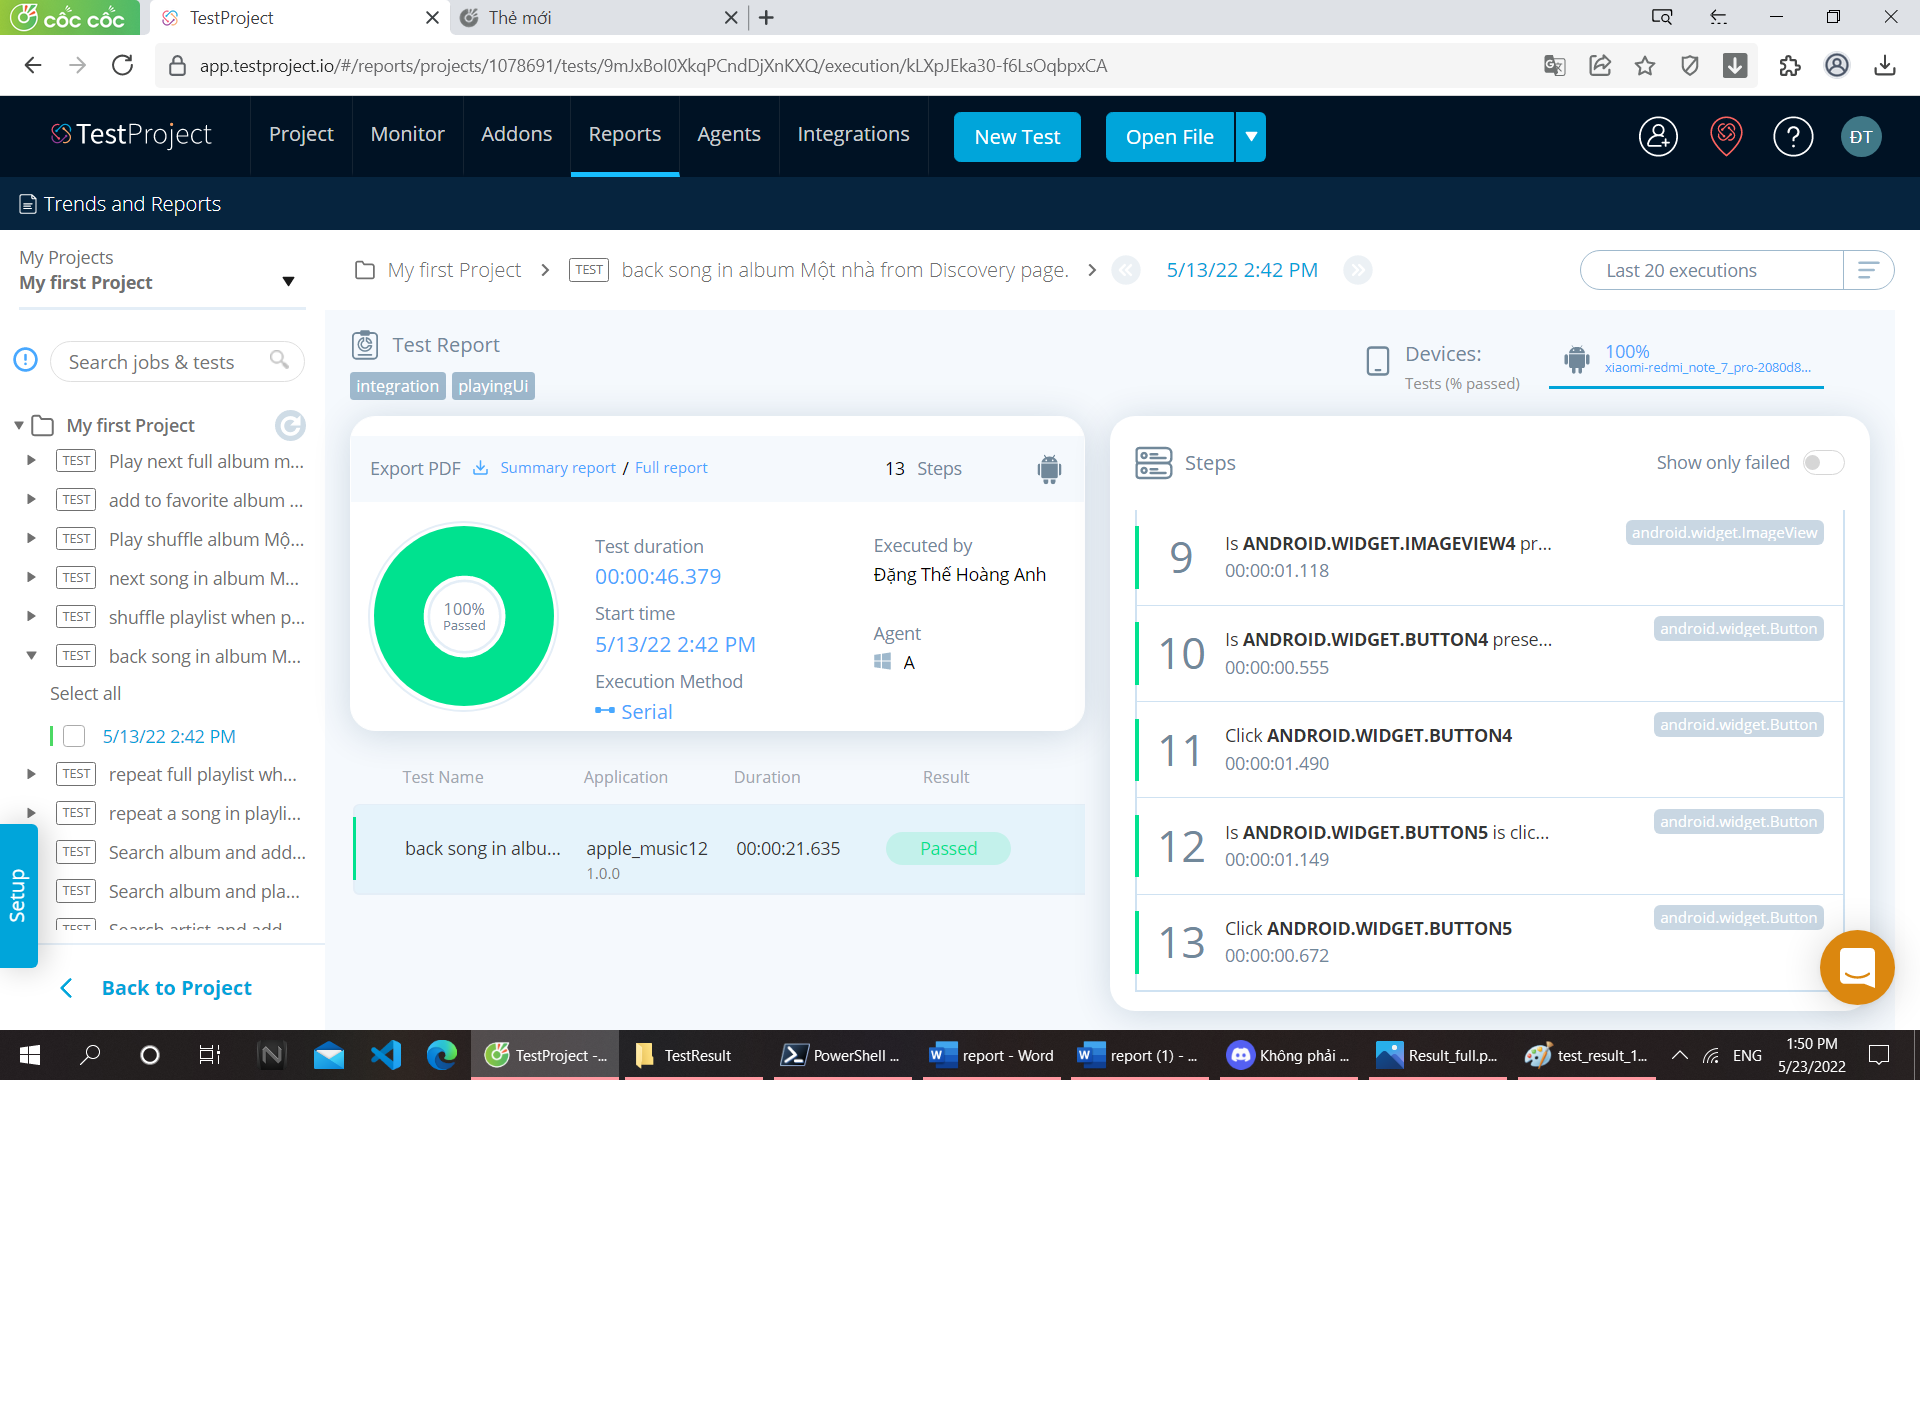 cốc cốc
TestProject
Thẻ mới
app.testproject.io/#/reports/projects/1078691/tests/9mJxBol0XkqPCndDjXnKXQ/execution/kLXpJEka30-f6LsOqbpxCA
TestProject
Project
Monitor
Addons
Reports
Agents
Integrations
New Test
Open File
?
ĐT
Trends and Reports
My Projects
My first Project
My first Project
TEST
back song in album Một nhà from Discovery page.
5/13/22 2:42 PM
Last 20 executions
Search jobs & tests
My first Project
TEST Play next full album m...
TEST add to favorite album ...
TEST Play shuffle album Mộ...
TEST next song in album M...
TEST shuffle playlist when p...
TEST back song in album M...
Select all
5/13/22 2:42 PM
TEST repeat full playlist wh...
TEST repeat a song in playli...
TEST Search album and add...
TEST Search album and pla...
TEST Search artist and add
Setup
Back to Project
Test Report
integration playingUi
Devices:
Tests (% passed)
100%
xiaomi-redmi_note_7_pro-2080d8...
Export PDF Summary report / Full report
13 Steps
100%
Passed
Test duration
00:00:46.379
Start time
5/13/22 2:42 PM
Execution Method
Serial
Executed by
Đặng Thế Hoàng Anh
Agent
A
Test Name Application Duration Result
back song in albu... apple_music12 00:00:21.635 Passed
1.0.0
Steps
Show only failed
9 Is ANDROID.WIDGET.IMAGEVIEW4 pr... android.widget.ImageView
00:00:01.118
10 Is ANDROID.WIDGET.BUTTON4 prese... android.widget.Button
00:00:00.555
11 Click ANDROID.WIDGET.BUTTON4 android.widget.Button
00:00:01.490
12 Is ANDROID.WIDGET.BUTTON5 is clic... android.widget.Button
00:00:01.149
13 Click ANDROID.WIDGET.BUTTON5 android.widget.Button
00:00:00.672
TestProject -...
TestResult
PowerShell ...
report - Word
report (1) - ...
Không phải ...
Result_full.p...
test_result_1...
ENG
1:50 PM
5/23/2022